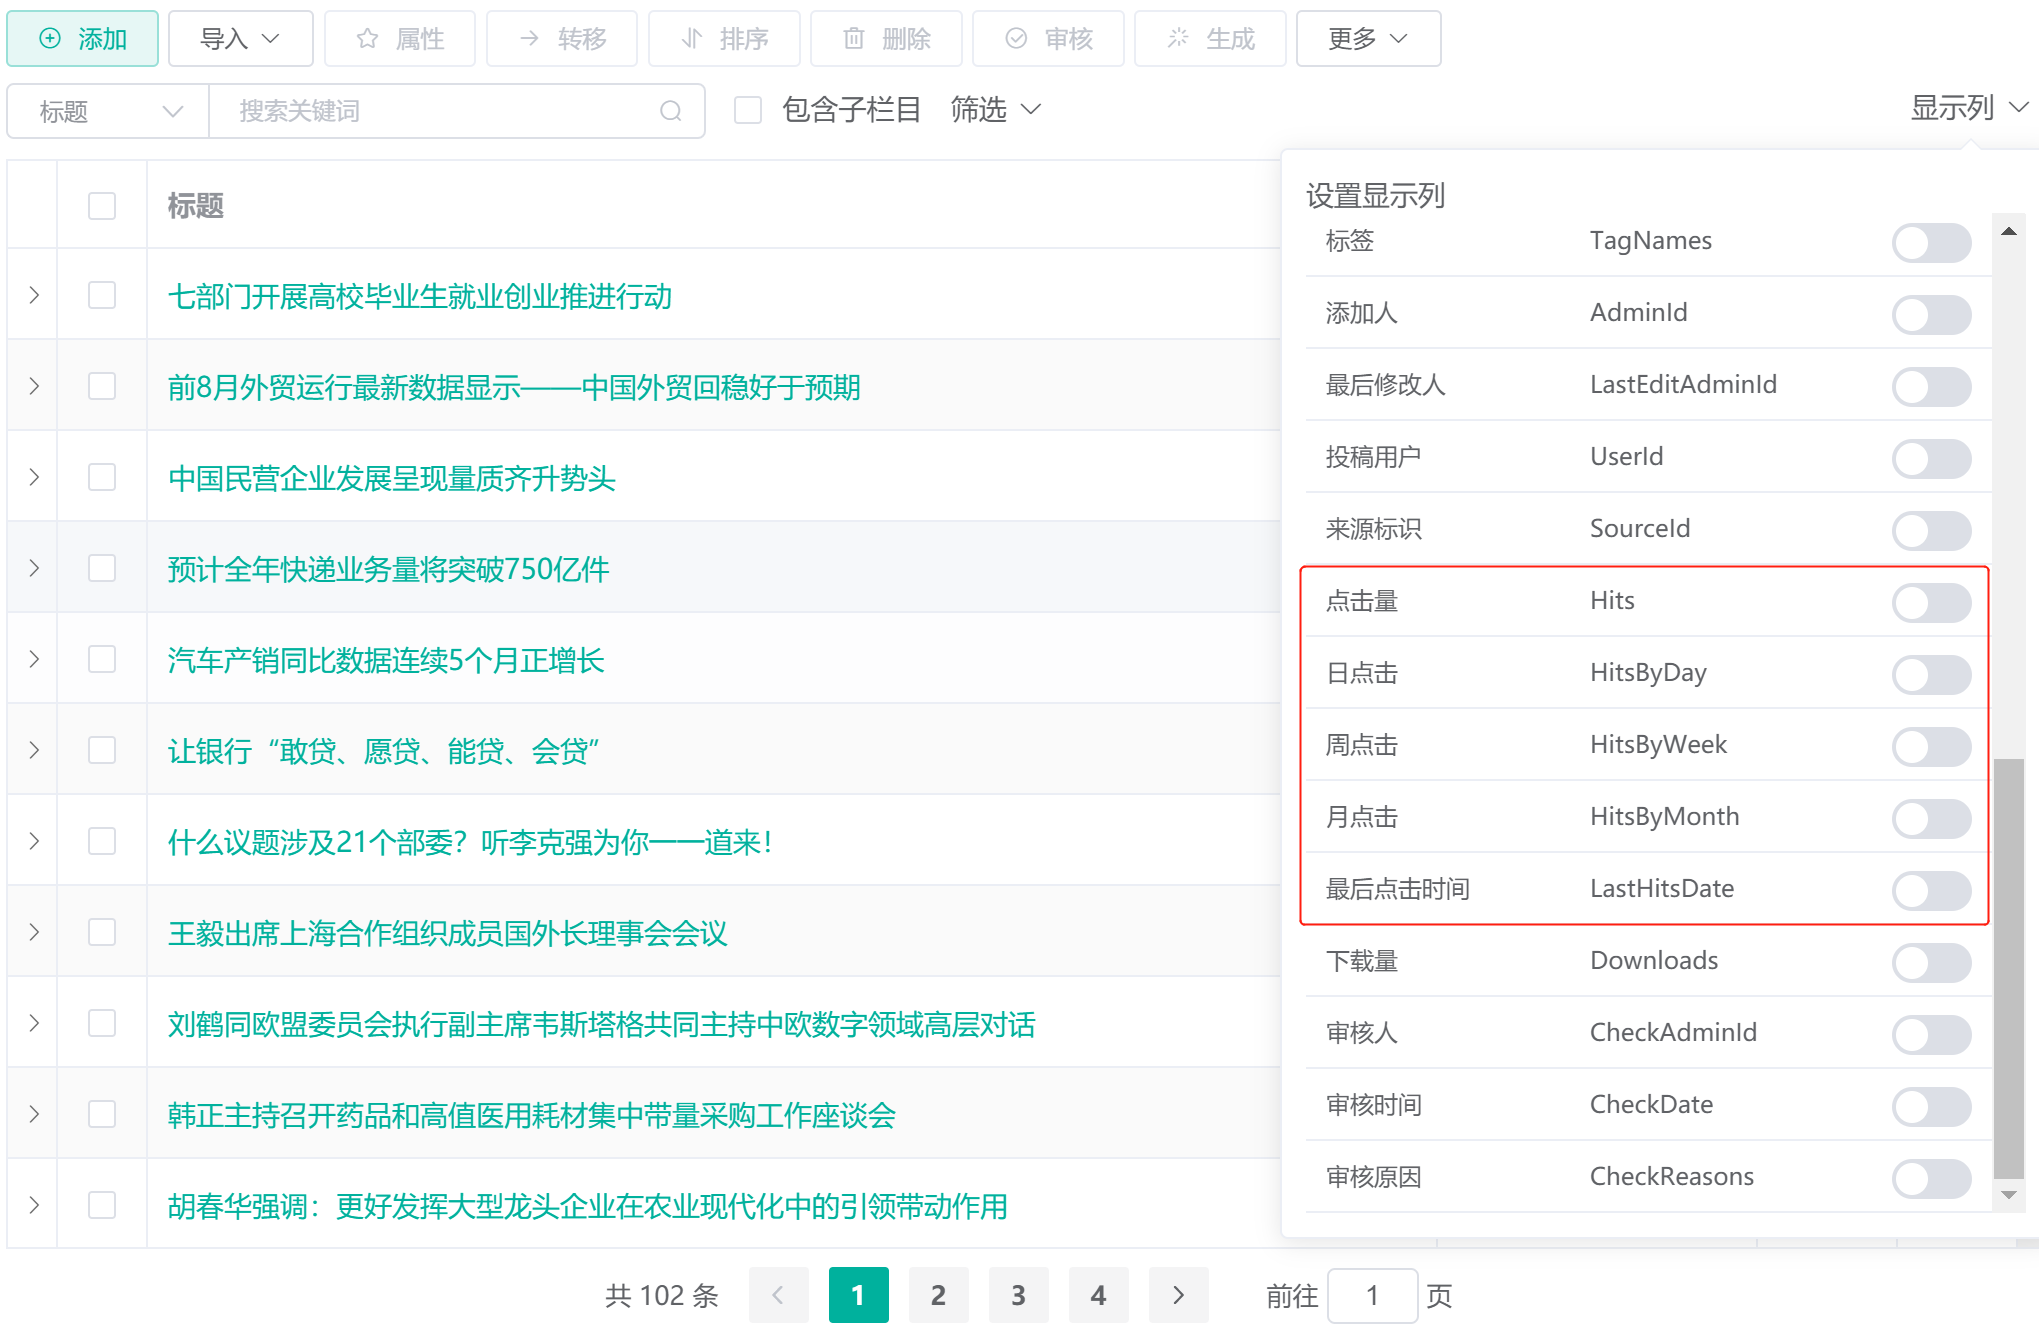 添加 导入 属性 转移 排序 删除 审核 生成 更多
标题 搜索关键词 包含子栏目 筛选 显示列
标题
七部门开展高校毕业生就业创业推进行动
前8月外贸运行最新数据显示——中国外贸回稳好于预期
中国民营企业发展呈现量质齐升势头
预计全年快递业务量将突破750亿件
汽车产销同比数据连续5个月正增长
让银行“敢贷、愿贷、能贷、会贷”
什么议题涉及21个部委？听李克强为你一一道来！
王毅出席上海合作组织成员国外长理事会会议
刘鹤同欧盟委员会执行副主席韦斯塔格共同主持中欧数字领域高层对话
韩正主持召开药品和高值医用耗材集中带量采购工作座谈会
胡春华强调：更好发挥大型龙头企业在农业现代化中的引领带动作用
设置显示列
标签 TagNames
添加人 AdminId
最后修改人 LastEditAdminId
投稿用户 UserId
来源标识 SourceId
点击量 Hits
日点击 HitsByDay
周点击 HitsByWeek
月点击 HitsByMonth
最后点击时间 LastHitsDate
下载量 Downloads
审核人 CheckAdminId
审核时间 CheckDate
审核原因 CheckReasons
共 102 条 1 2 3 4 前往 1 页